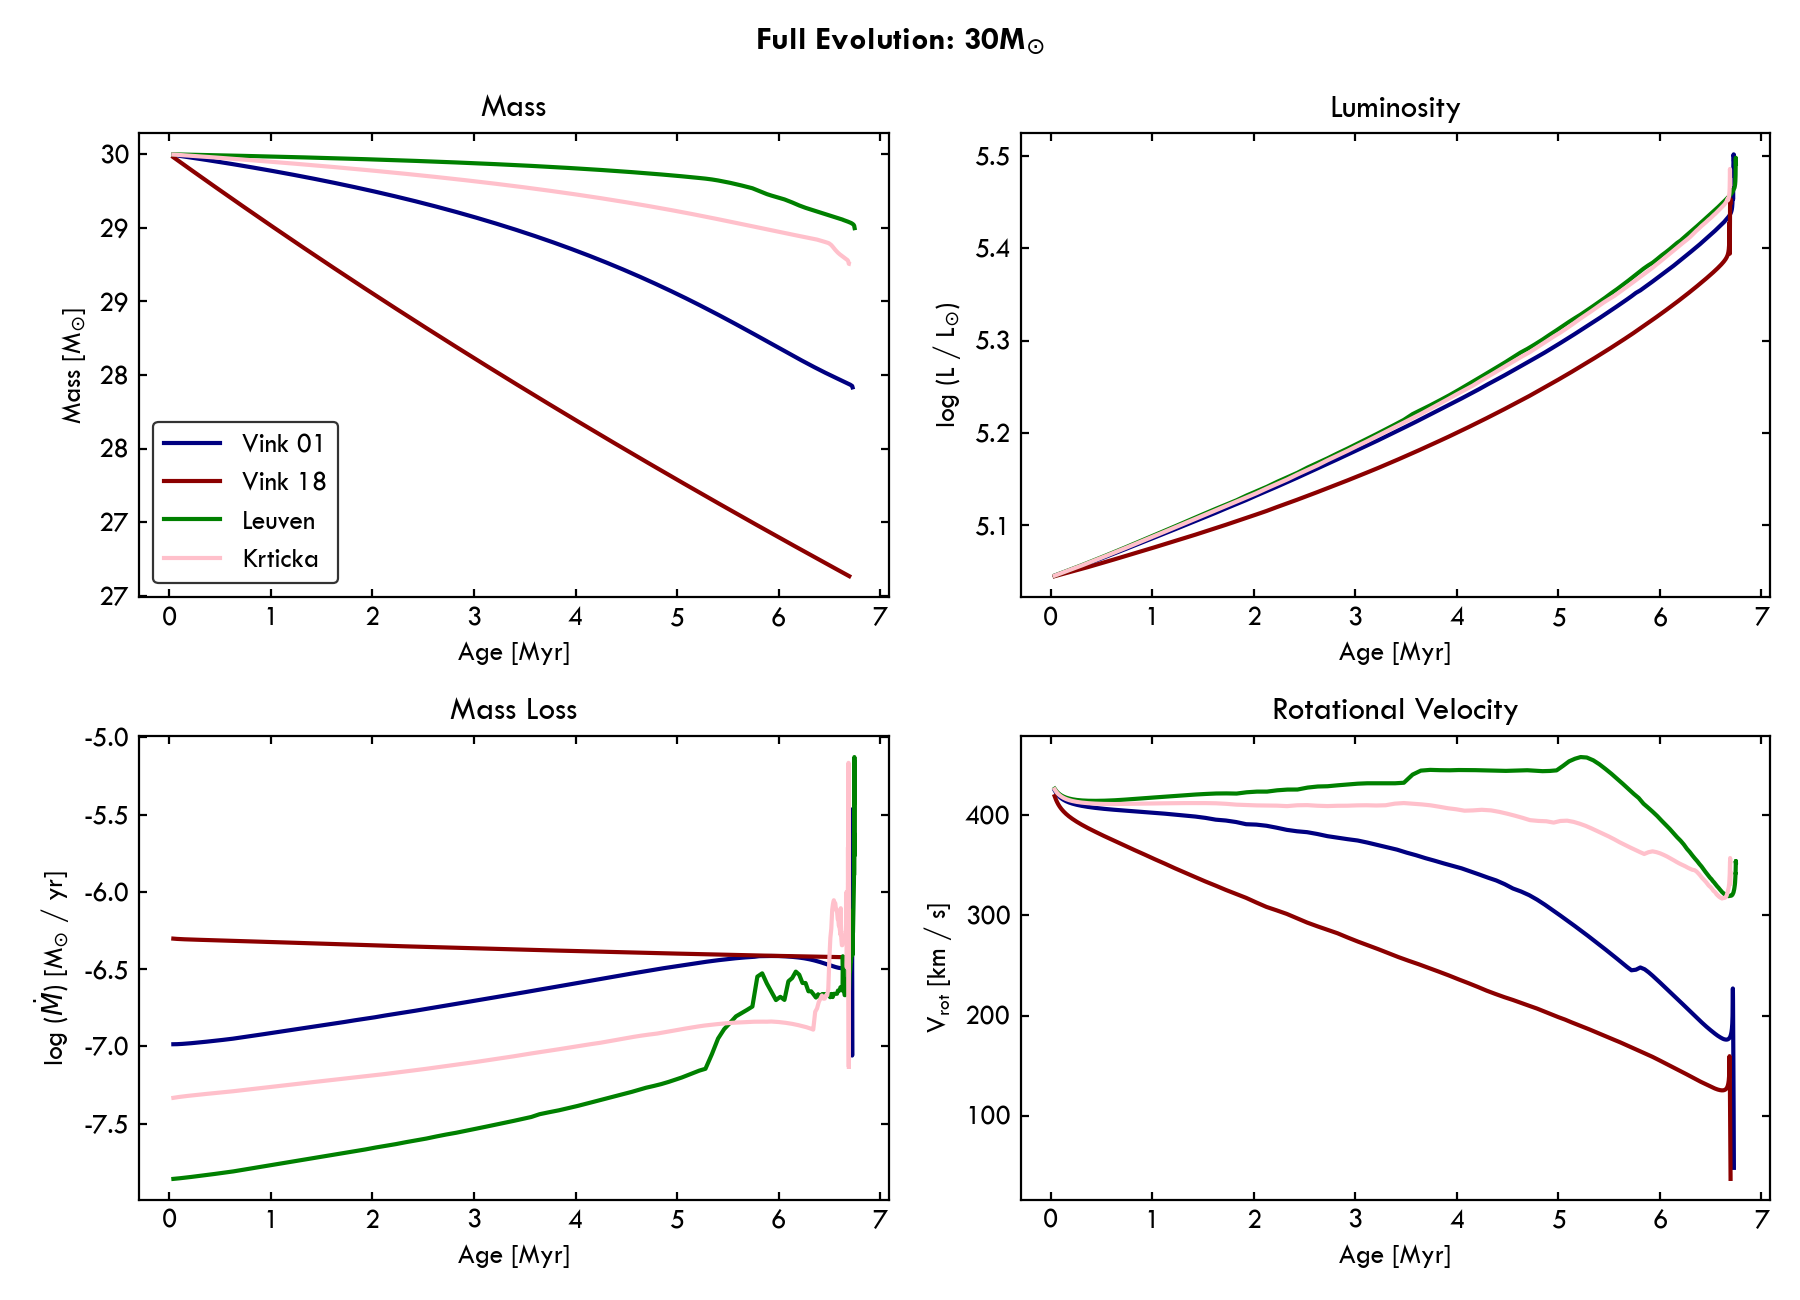 Full Evolution: 30M⊙
Mass
30
29
29
28
28
27
27
Mass [M⊙]
Vink 01
Vink 18
Leuven
Krticka
0 1 2 3 4 5 6 7
Age [Myr]
Luminosity
5.5
5.4
5.3
5.2
5.1
log (L / L⊙)
0 1 2 3 4 5 6 7
Age [Myr]
Mass Loss
-5.0
-5.5
-6.0
-6.5
-7.0
-7.5
log (Ṁ) [M⊙ / yr]
0 1 2 3 4 5 6 7
Age [Myr]
Rotational Velocity
400
300
200
100
Vrot [km / s]
0 1 2 3 4 5 6 7
Age [Myr]